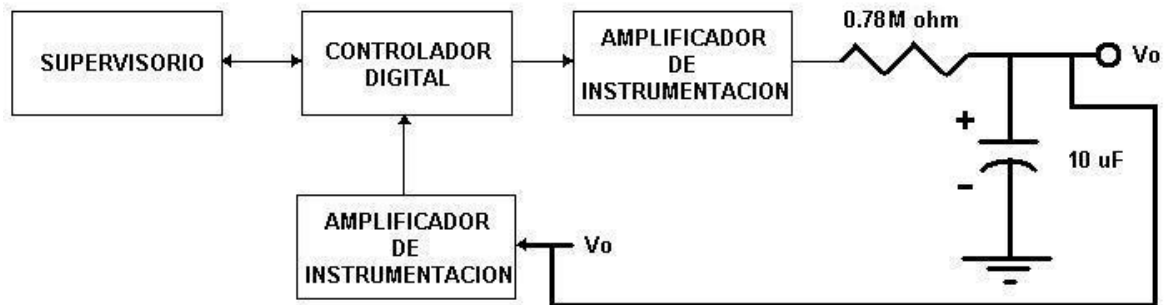 SUPERVISORIO
CONTROLADOR
DIGITAL
AMPLIFICADOR
DE
INSTRUMENTACION
0.78M ohm
Vo
+
-
10 uF
AMPLIFICADOR
DE
INSTRUMENTACION
Vo